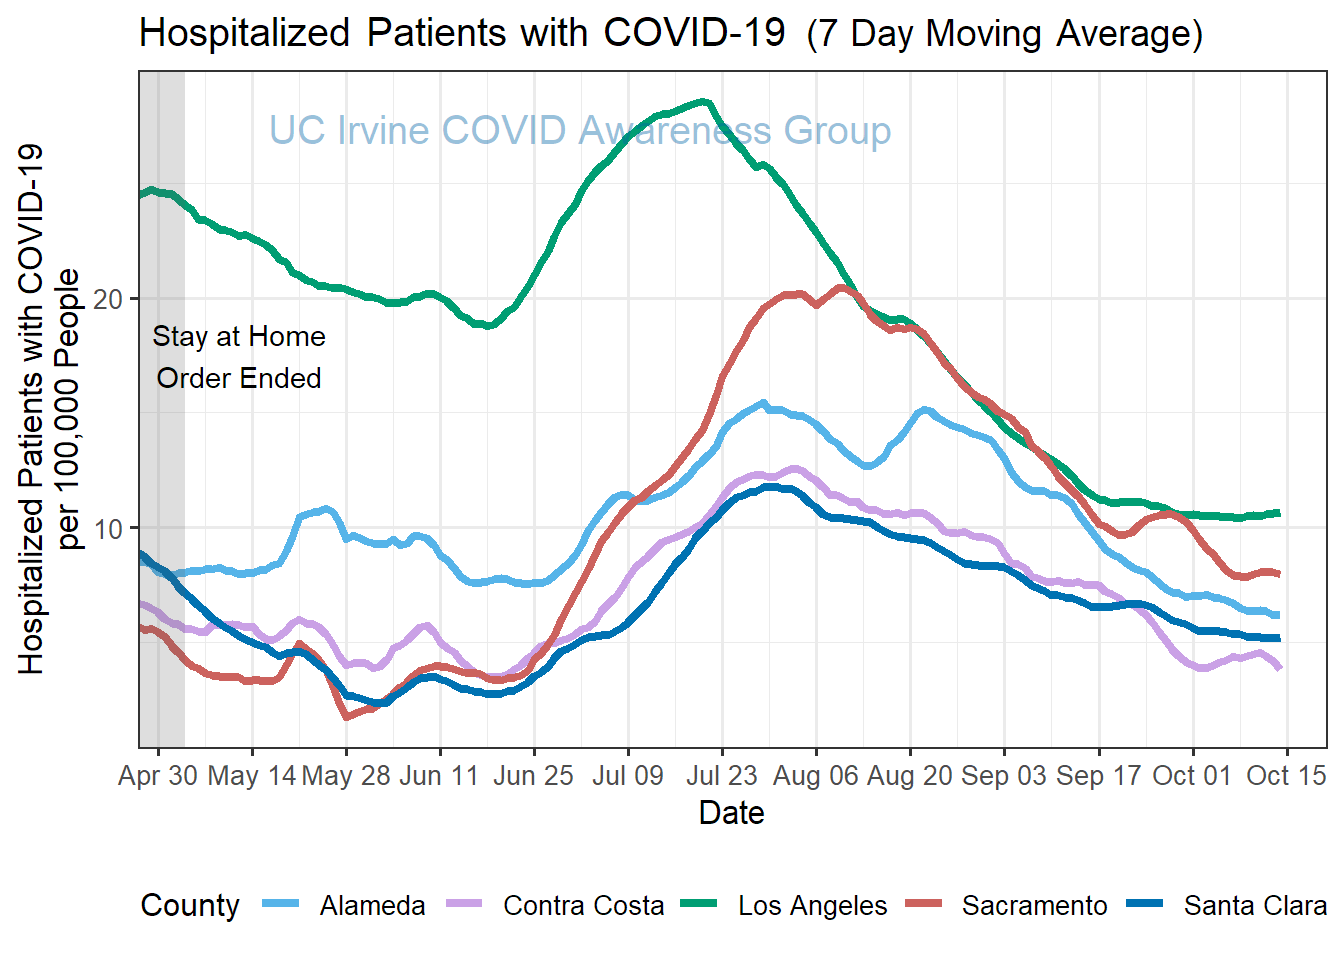 Hospitalized Patients with COVID-19 (7 Day Moving Average)
UC Irvine COVID Awareness Group
Hospitalized Patients with COVID-19
per 100,000 People
20
10
Stay at Home
Order Ended
Apr 30 May 14 May 28 Jun 11 Jun 25 Jul 09 Jul 23 Aug 06 Aug 20 Sep 03 Sep 17 Oct 01 Oct 15
Date
County Alameda Contra Costa Los Angeles Sacramento Santa Clara